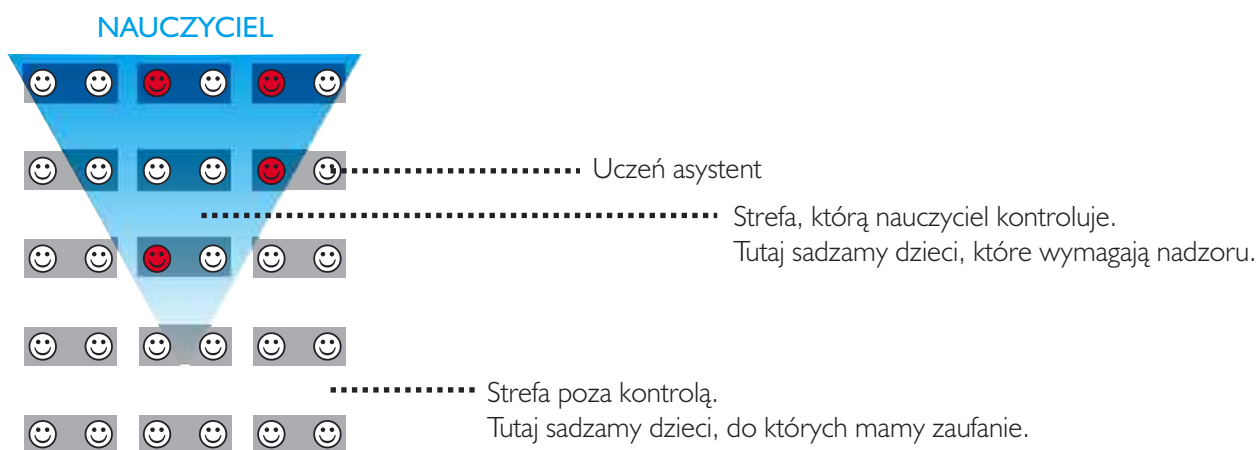 NAUCZYCIEL
Uczeń asystent
Strefa, którą nauczyciel kontroluje.
Tutaj sadzamy dzieci, które wymagają nadzoru.
Strefa poza kontrolą.
Tutaj sadzamy dzieci, do których mamy zaufanie.